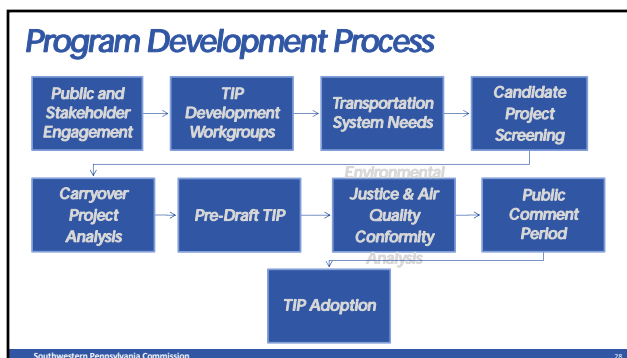 Program Development Process
Public and
Stakeholder
Engagement
TIP
Development
Workgroups
Transportation
System Needs
Candidate
Project
Screening
Carryover
Project
Analysis
Pre-Draft TIP
Environmental
Justice & Air
Quality
Conformity
Analysis
Public
Comment
Period
TIP Adoption
Southwestern Pennsylvania Commission
28